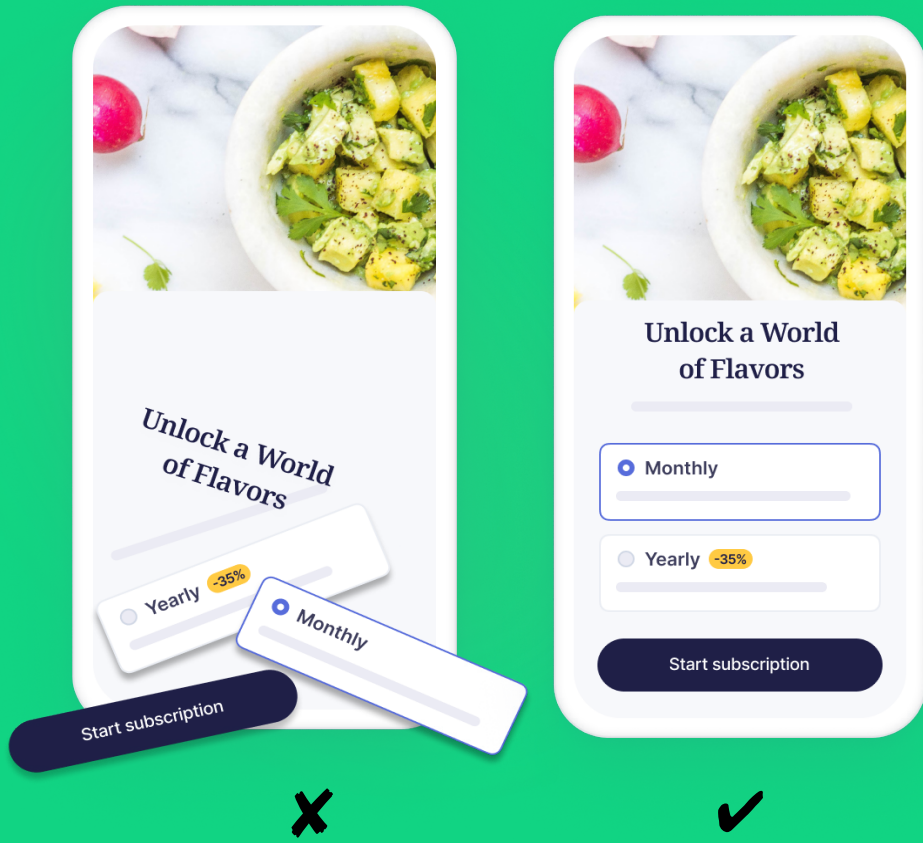 Unlock a World
of Flavors
Yearly -35%
Monthly
Start subscription
Unlock a World
of Flavors
Monthly
Yearly -35%
Start subscription